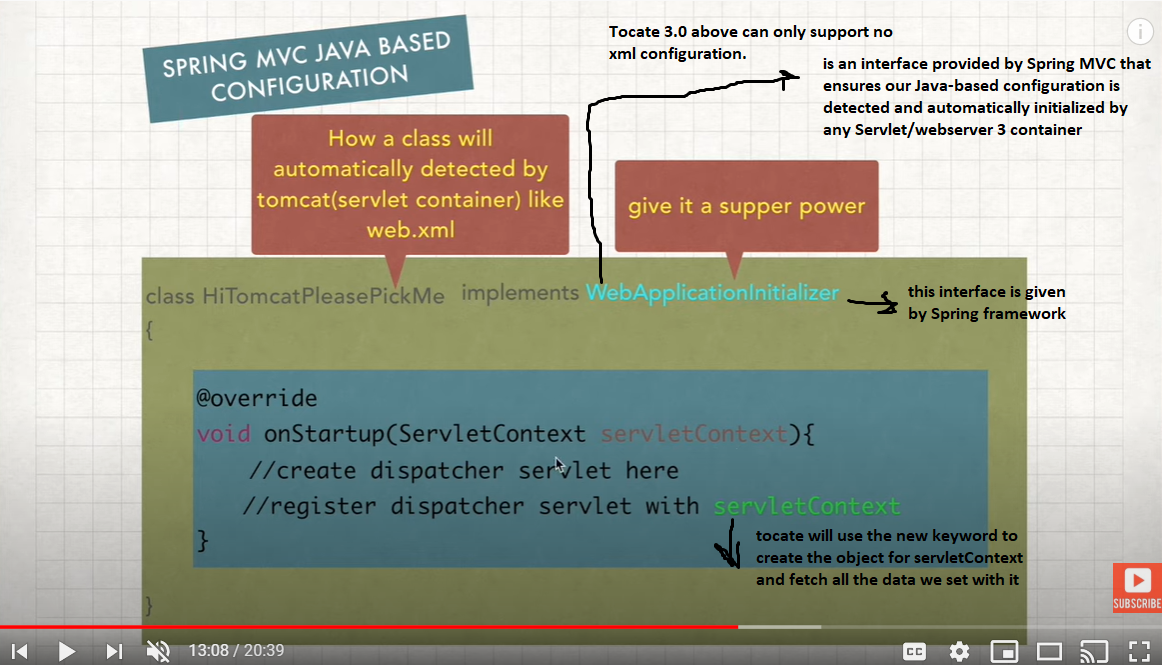 SPRING MVC JAVA BASED
CONFIGURATION
Tocate 3.0 above can only support no
xml configuration.
is an interface provided by Spring MVC that
ensures our Java-based configuration is
detected and automatically initialized by
any Servlet/webserver 3 container
How a class will
automatically detected by
tomcat(servlet container) like
web.xml
give it a supper power
class HiTomcatPleasePickMe implements WebApplicationInitializer
this interface is given
by Spring framework
{
@override
void onStartup(ServletContext servletContext){
//create dispatcher servlet here
//register dispatcher servlet with servletContext
}
tocate will use the new keyword to
create the object for servletContext
and fetch all the data we set with it
}
SUBSCRIBE
13:08 / 20:39
CC